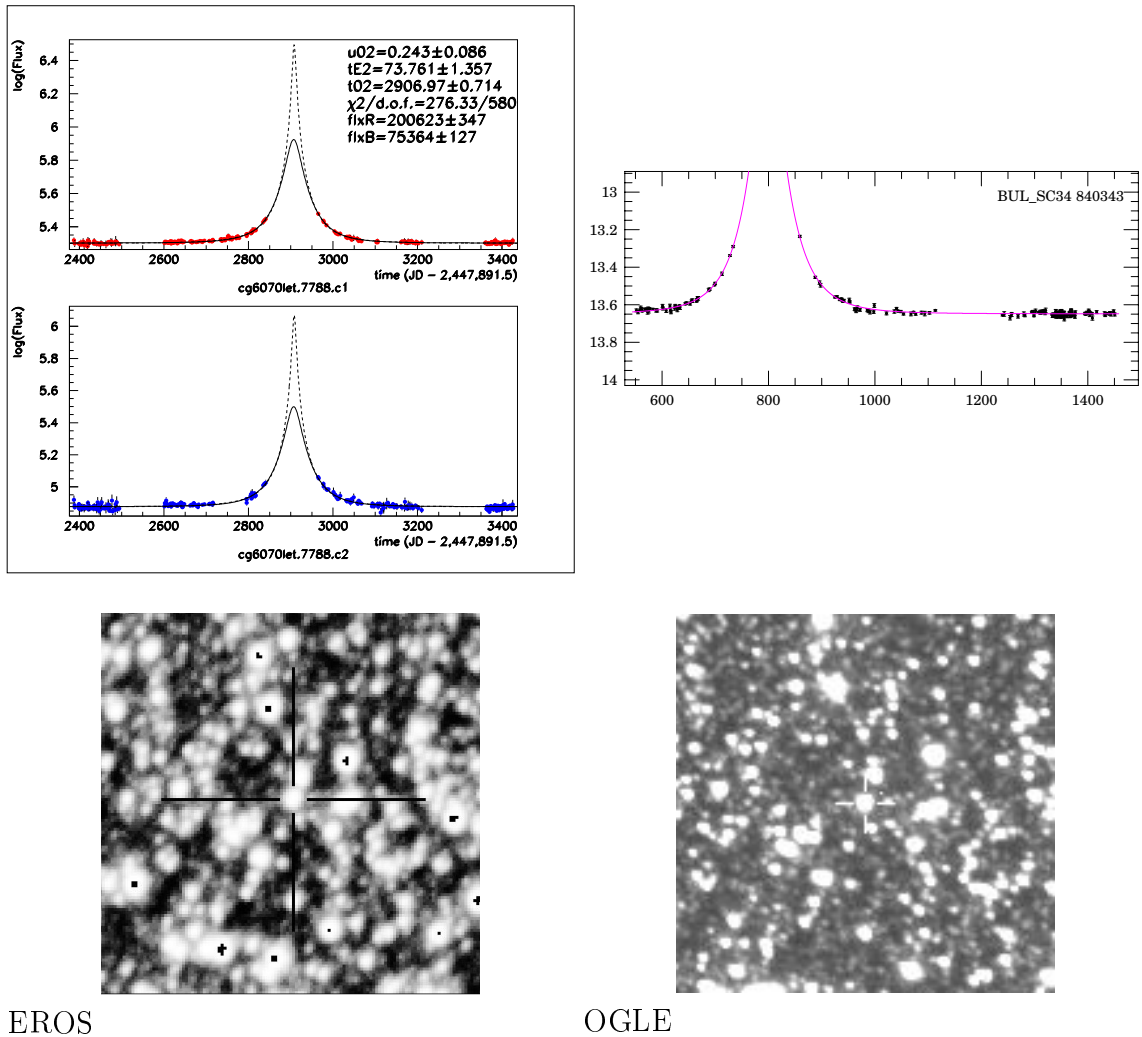 log(Flux)
6.4
6.2
6
5.8
5.6
5.4
u02=0.243±0.086
tE2=73.761±1.357
t02=2906.97±0.714
χ2/d.o.f.=276.33/580
flxR=200623±347
flxB=75364±127
2400 2600 2800 3000 3200 3400
time (JD - 2,447,891.5)
cg6070let.7788.c1
log(Flux)
6
5.8
5.6
5.4
5.2
5
2400 2600 2800 3000 3200 3400
time (JD - 2,447,891.5)
cg6070let.7788.c2
BUL_SC34 840343
13
13.2
13.4
13.6
13.8
14
600 800 1000 1200 1400
EROS
OGLE